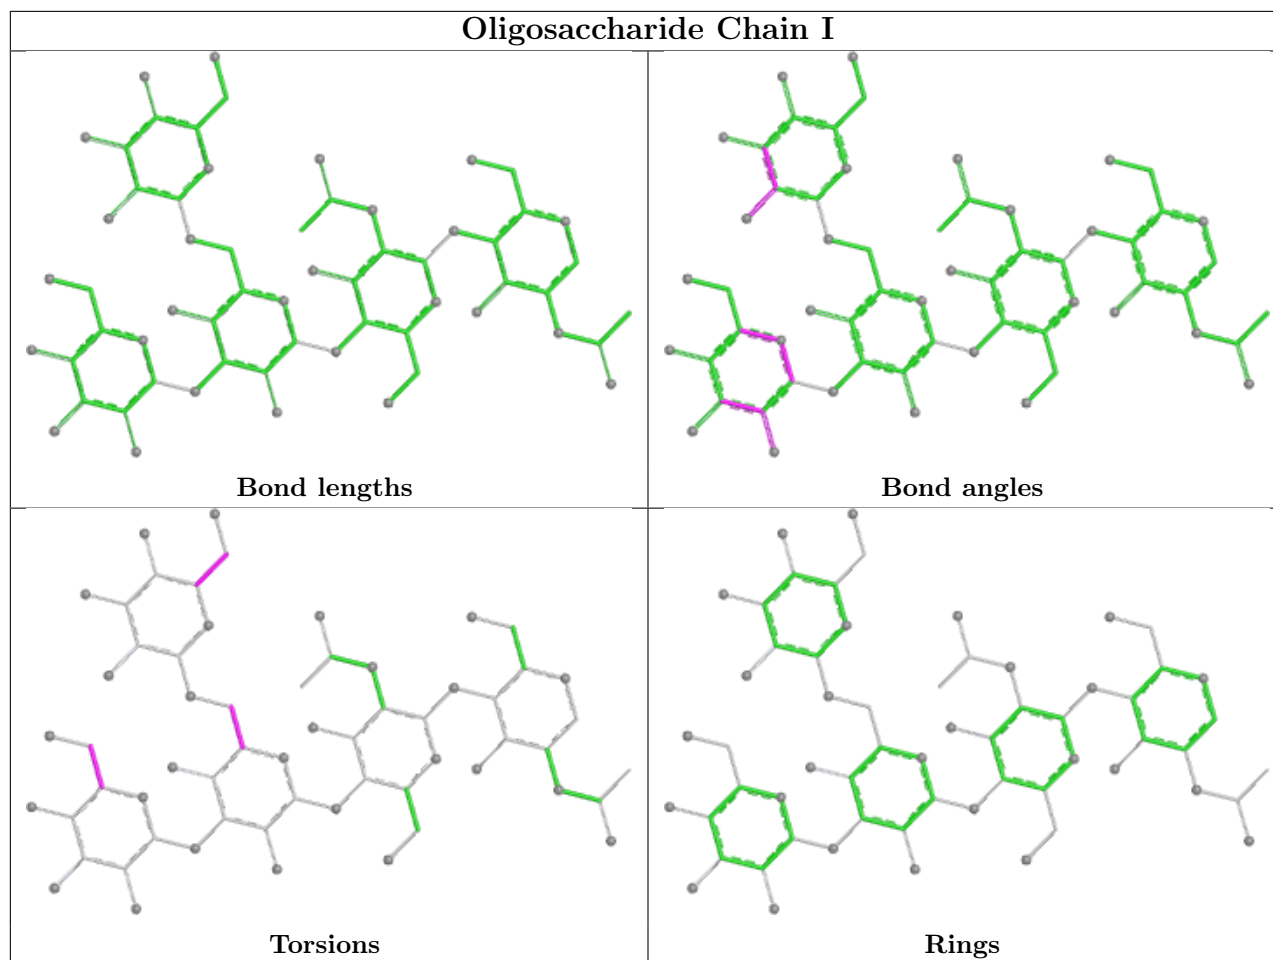 Oligosaccharide Chain I
Bond lengths
Bond angles
Torsions
Rings